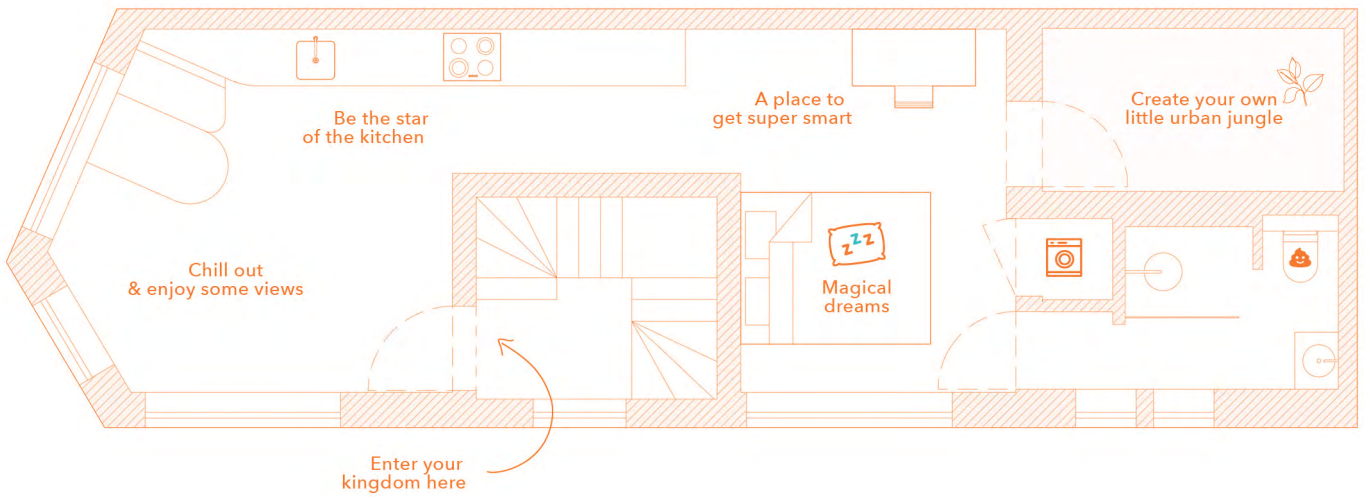 Be the star
of the kitchen
A place to
get super smart
Create your own
little urban jungle
Chill out
& enjoy some views
z z z
Magical
dreams
Enter your
kingdom here